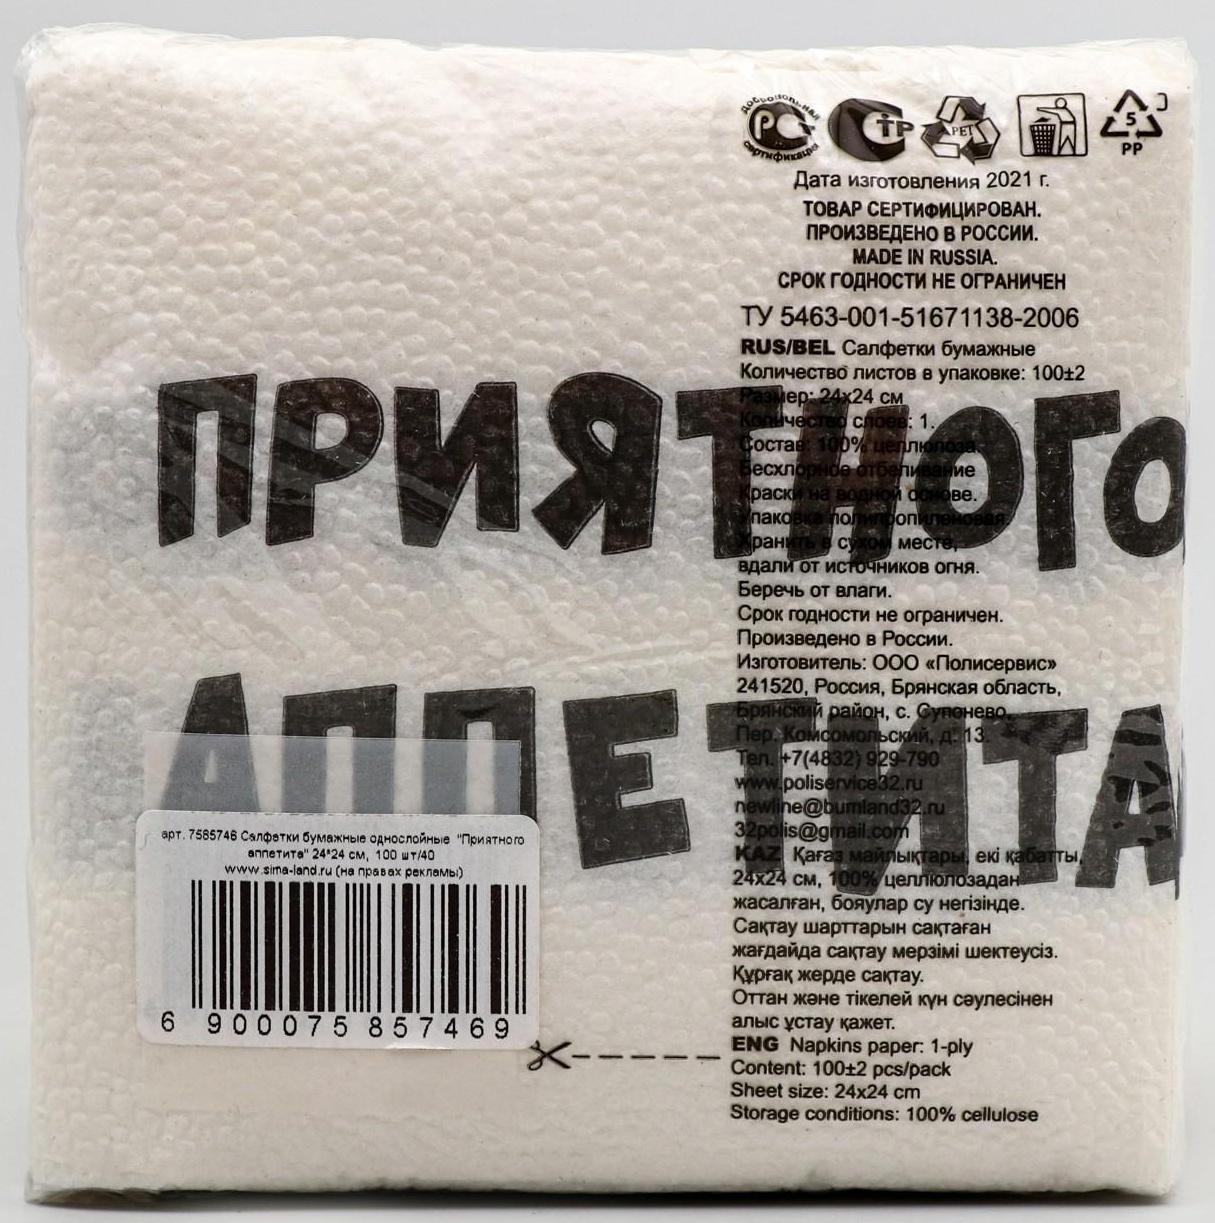 добровольная
РС
сертификация
СТР
PET
5
PP
Дата изготовления 2021 г.
ТОВАР СЕРТИФИЦИРОВАН.
ПРОИЗВЕДЕНО В РОССИИ.
MADE IN RUSSIA.
СРОК ГОДНОСТИ НЕ ОГРАНИЧЕН
ТУ 5463-001-51671138-2006
RUS/BEL Салфетки бумажные
Количество листов в упаковке: 100±2
Размер: 24x24 см
Количество слоев: 1.
Состав: 100% целлюлоза.
Бесхлорное отбеливание
Краски на водной основе.
Упаковка полипропиленовая.
Хранить в сухом месте,
вдали от источников огня.
Беречь от влаги.
Срок годности не ограничен.
Произведено в России.
Изготовитель: ООО «Полисервис»
241520, Россия, Брянская область,
Брянский район, с. Супонево,
Пер. Комсомольский, д. 13.
Тел. +7(4832) 929-790
www.poliservice32.ru
newline@bumland32.ru
32polis@gmail.com
KAZ Қағаз майлықтары, екі қабатты,
24x24 см, 100% целлюлозадан
жасалған, бояулар су негізінде.
Сақтау шарттарын сақтаған
жағдайда сақтау мерзімі шектеусіз.
Құрғақ жерде сақтау.
Оттан және тікелей күн сәулесінен
алыс ұстау қажет.
ENG Napkins paper: 1-ply
Content: 100±2 pcs/pack
Sheet size: 24x24 cm
Storage conditions: 100% cellulose
ПРИЯТНОГО
АППЕТИТА
арт. 7585746 Салфетки бумажные однослойные "Приятного
аппетита" 24*24 см, 100 шт/40
www.sima-land.ru (на правах рекламы)
6 900075 857469